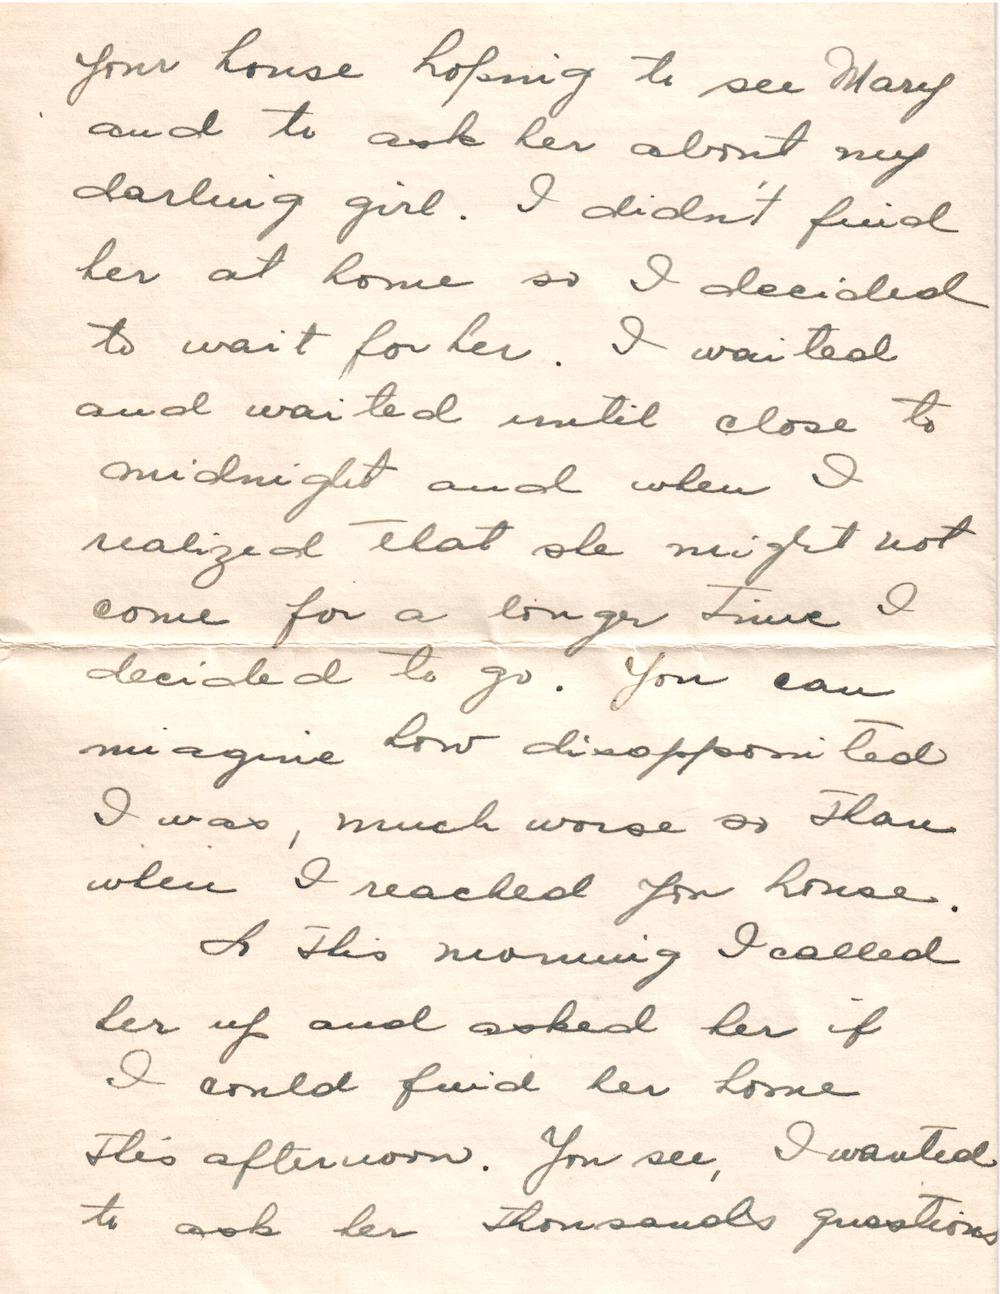 your house hoping to see Mary
and to ask her about my
darling girl. I didn't find
her at home so I decided
to wait for her. I waited
and waited until close to
midnight and when I
realized that she might not
come for a longer time I
decided to go. You can
imagine how disappointed
I was, much worse so than
when I reached you house.
So this morning I called
her up and asked her if
I could find her home
this afternoon. You see, I wanted
to ask her thousands questions